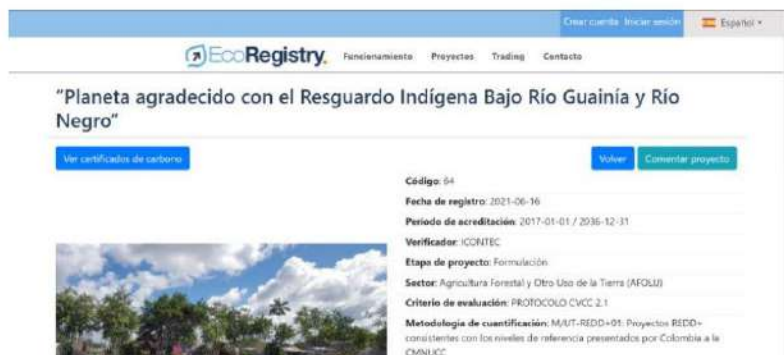 Crear cuenta Iniciar sesión Español
EcoRegistry. Funcionamiento Proyectos Trading Contacto
"Planeta agradecido con el Resguardo Indígena Bajo Río Guainía y Río
Negro"
Ver certificados de carbono Volver Comentar proyecto
Código: 64
Fecha de registro: 2021-06-16
Periodo de acreditación: 2017-01-01 / 2036-12-31
Verificador: ICONTEC
Etapa de proyecto: Formulación
Sector: Agricultura Forestal y Otro Uso de la Tierra (AFOLU)
Criterio de evaluación: PROTOCOLO CVCC 2.1
Metodología de cuantificación: M/UT-REDD+01: Proyectos REDD+
consistentes con los niveles de referencia presentados por Colombia a la
CMNUCC